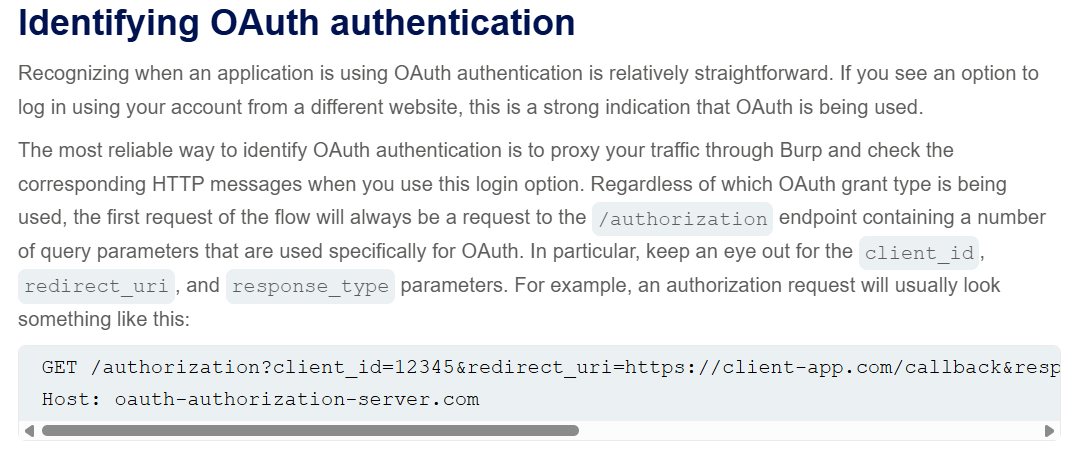 Identifying OAuth authentication
Recognizing when an application is using OAuth authentication is relatively straightforward. If you see an option to
log in using your account from a different website, this is a strong indication that OAuth is being used.
The most reliable way to identify OAuth authentication is to proxy your traffic through Burp and check the
corresponding HTTP messages when you use this login option. Regardless of which OAuth grant type is being
used, the first request of the flow will always be a request to the /authorization endpoint containing a number
of query parameters that are used specifically for OAuth. In particular, keep an eye out for the client_id,
redirect_uri, and response_type parameters. For example, an authorization request will usually look
something like this:
GET /authorization?client_id=12345&redirect_uri=https://client-app.com/callback&resp
Host: oauth-authorization-server.com